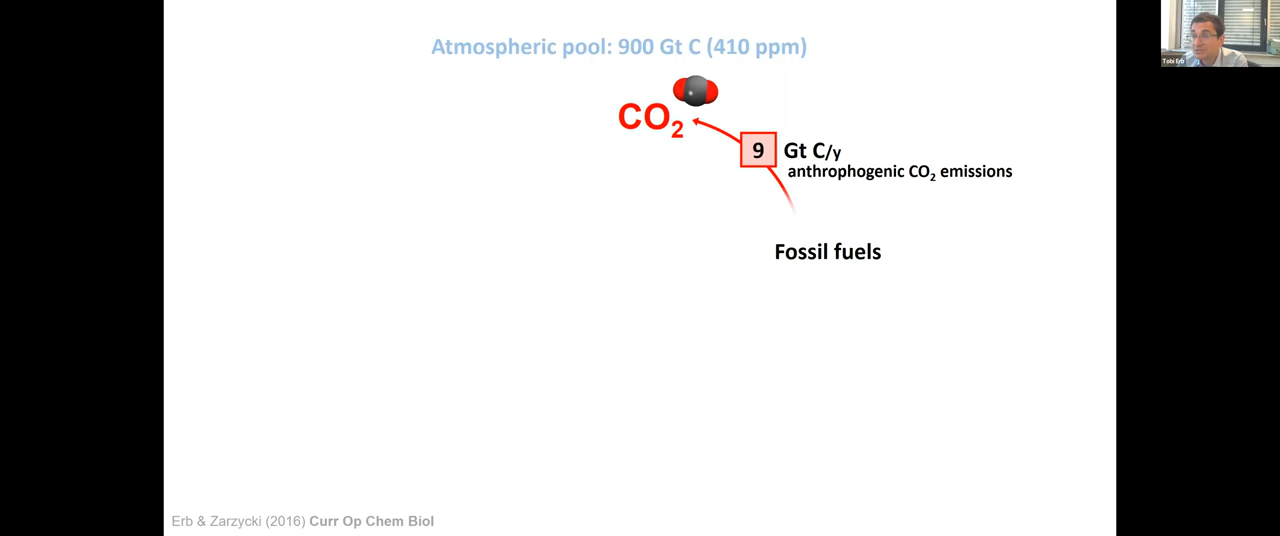 Atmospheric pool: 900 Gt C (410 ppm)
CO₂
9 Gt C/y
anthrophogenic CO₂ emissions
Fossil fuels
Erb & Zarzycki (2016) Curr Op Chem Biol
Tobi Erb